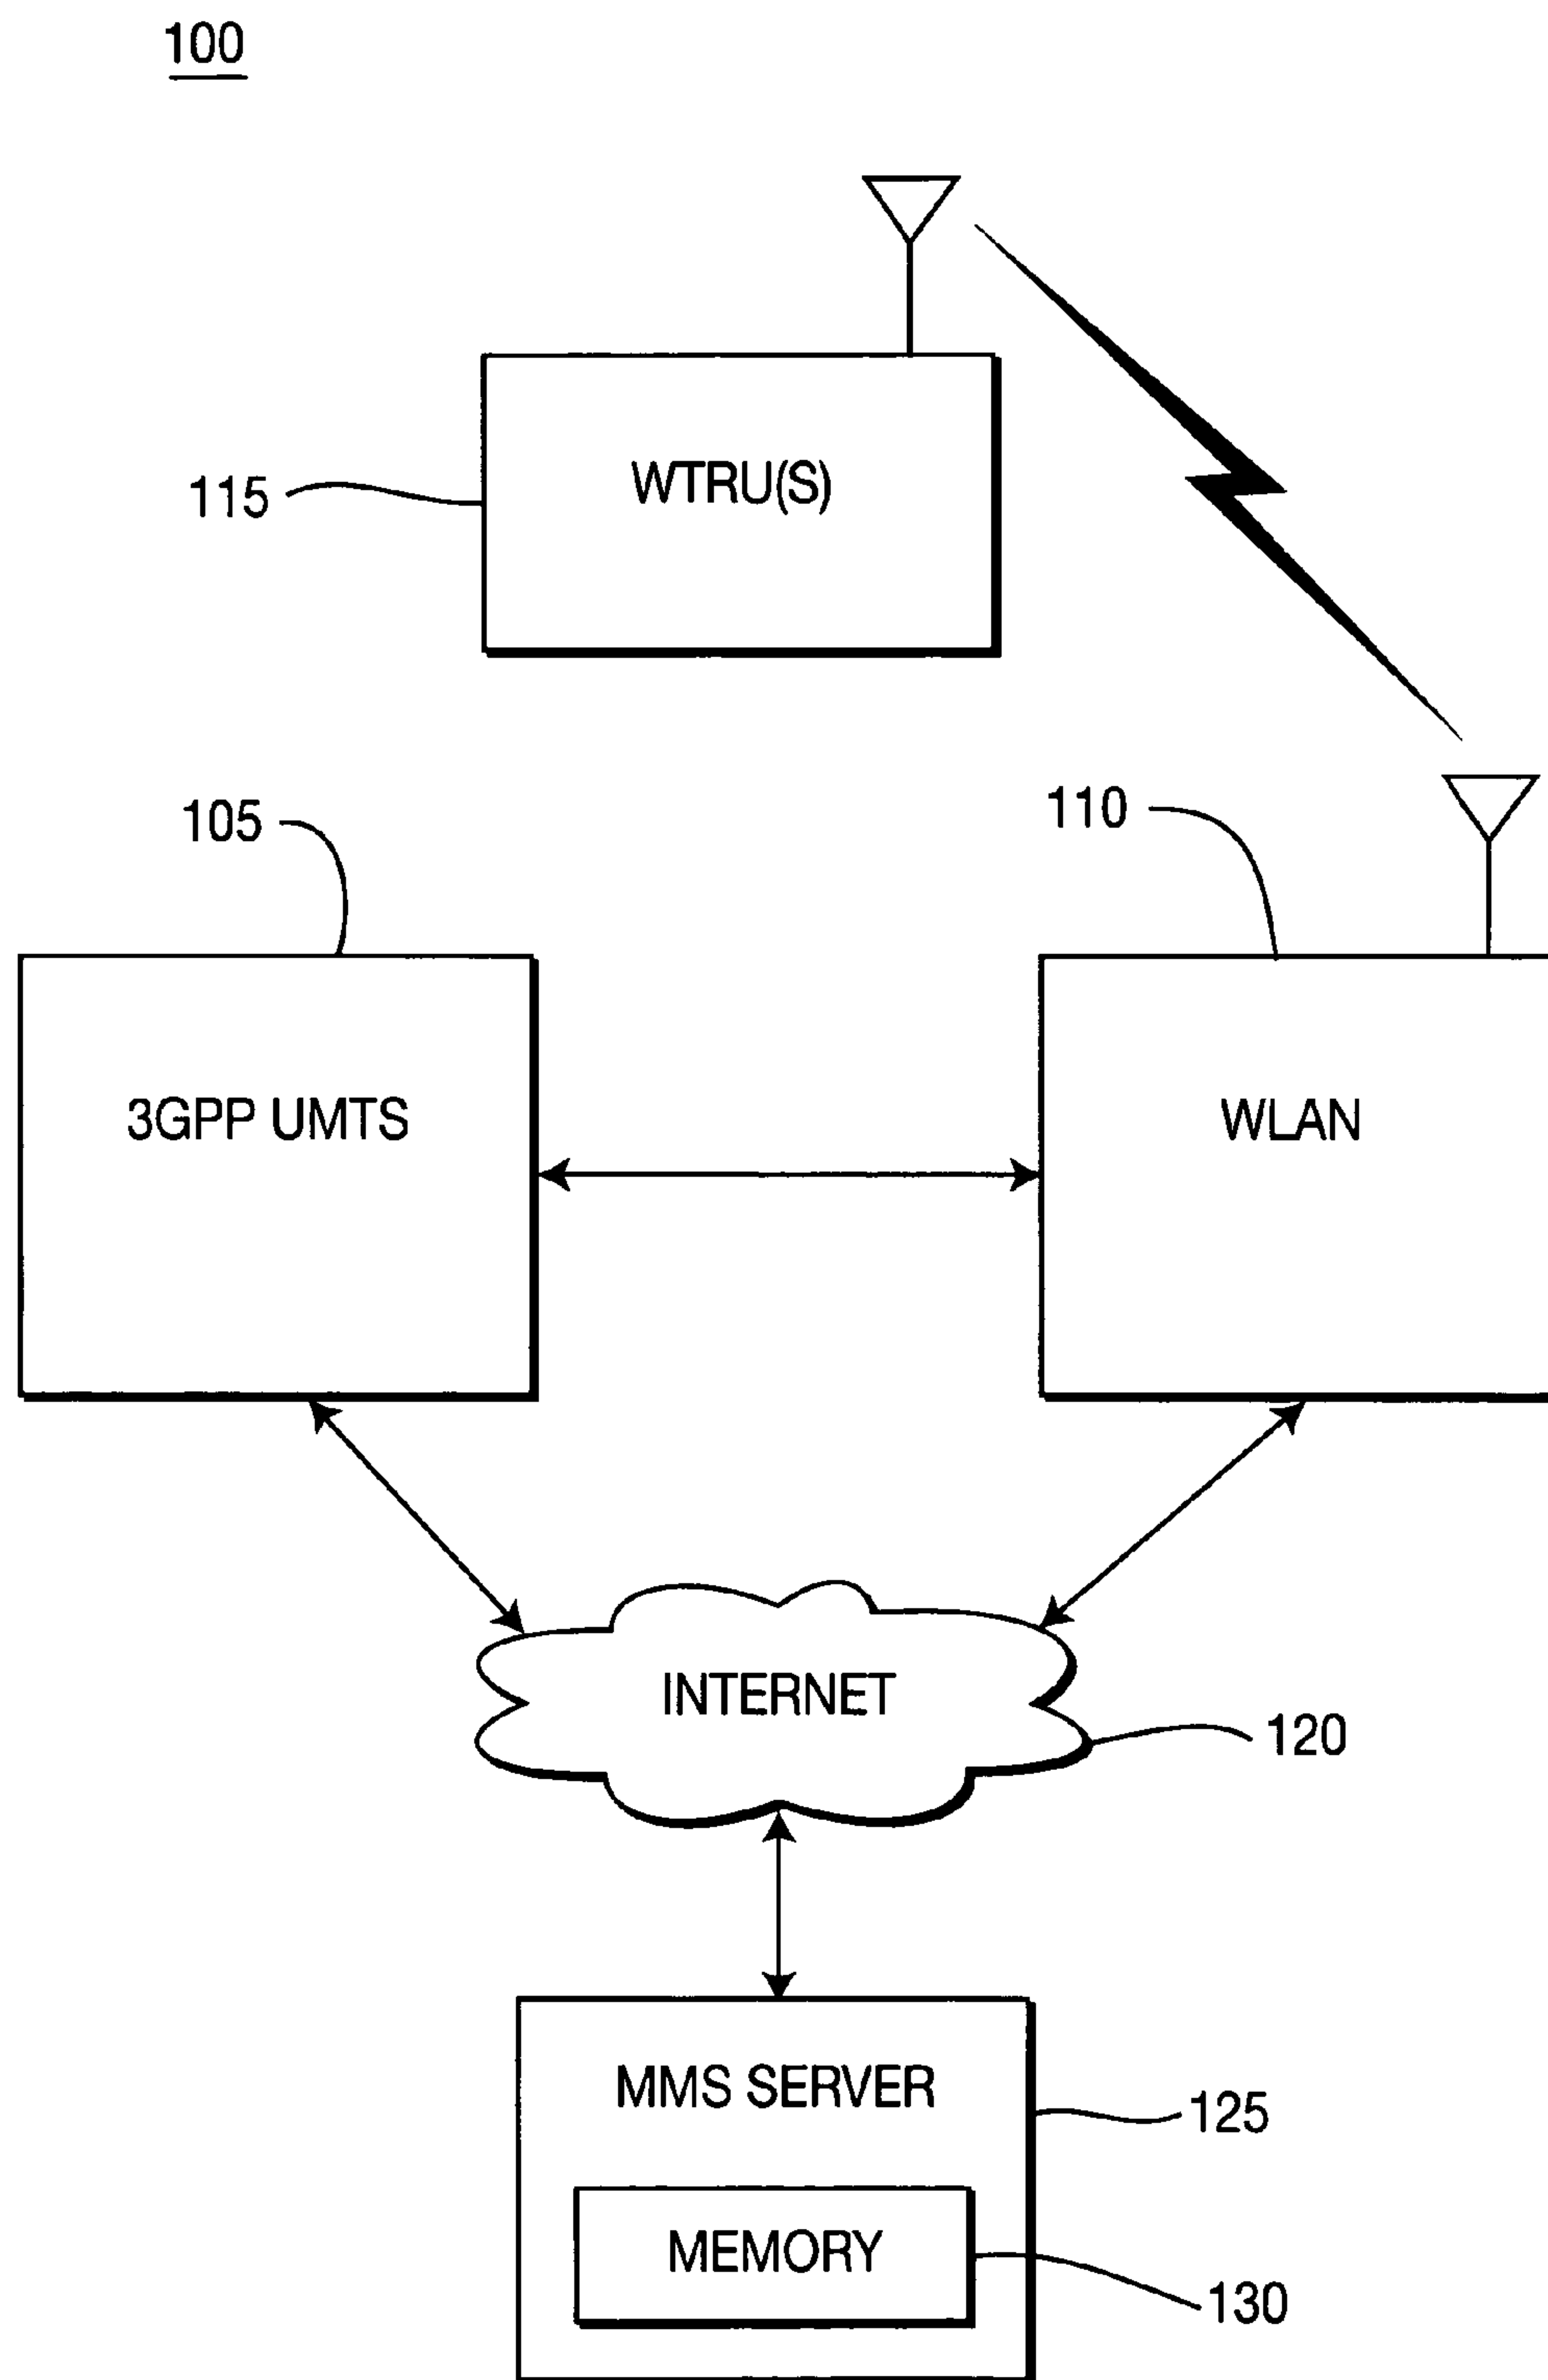 100
WTRU(S)
115
105
110
3GPP UMTS
WLAN
INTERNET
120
MMS SERVER
125
MEMORY
130